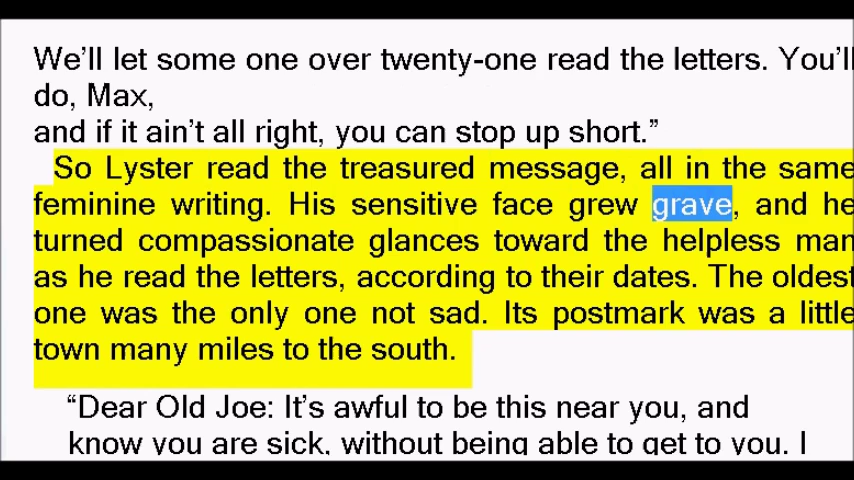 We’ll let some one over twenty-one read the letters. You’ll
do, Max,
and if it ain’t all right, you can stop up short.”
So Lyster read the treasured message, all in the same
feminine writing. His sensitive face grew grave, and he
turned compassionate glances toward the helpless man
as he read the letters, according to their dates. The oldest
one was the only one not sad. Its postmark was a little
town many miles to the south.
“Dear Old Joe: It’s awful to be this near you, and
know you are sick, without being able to get to you. I